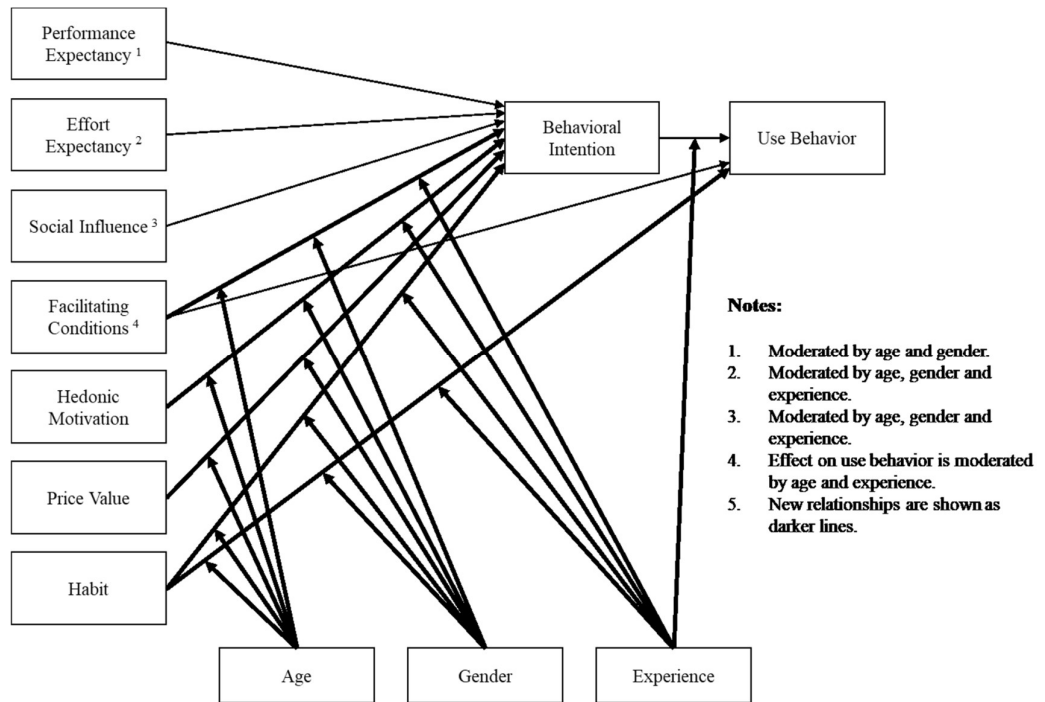 Performance
Expectancy 1
Effort
Expectancy 2
Behavioral
Intention
Use Behavior
Social Influence 3
Facilitating
Conditions 4
Hedonic
Motivation
Price Value
Habit
Notes:
1. Moderated by age and gender.
2. Moderated by age, gender and
experience.
3. Moderated by age, gender and
experience.
4. Effect on use behavior is moderated
by age and experience.
5. New relationships are shown as
darker lines.
Age
Gender
Experience